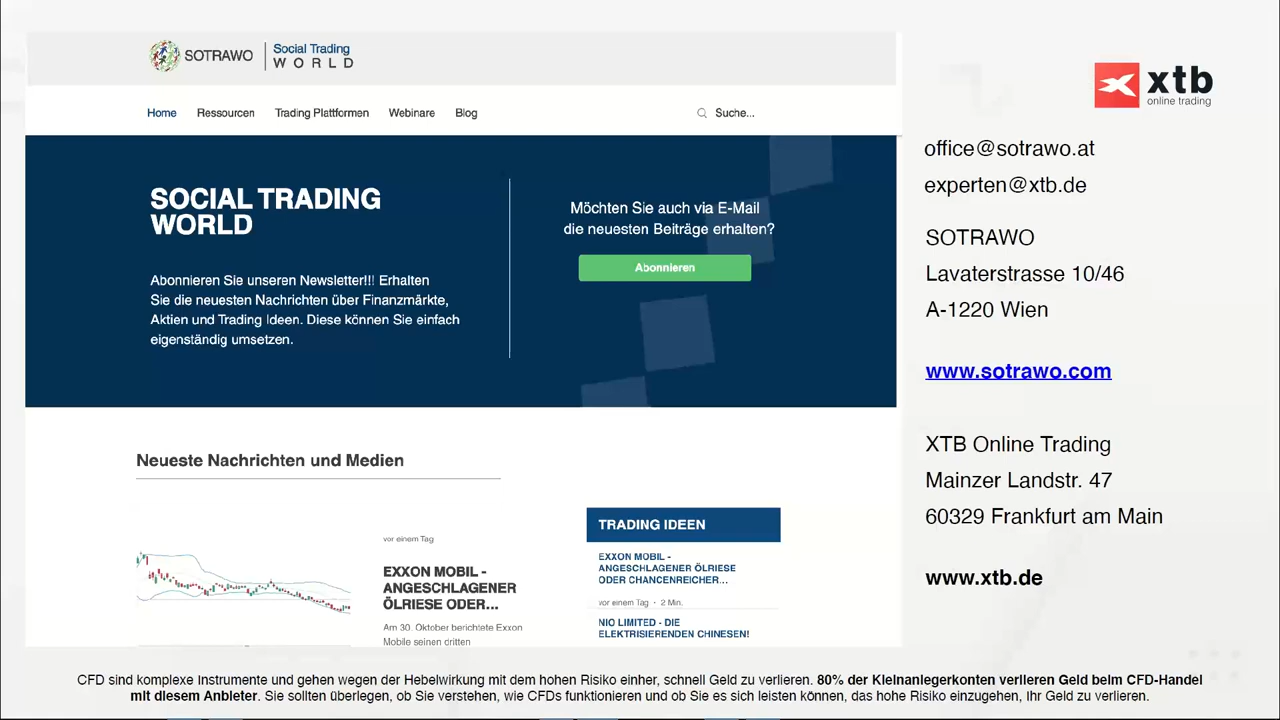 SOTRAWO
Social Trading
WORLD
Home
Ressourcen
Trading Plattformen
Webinare
Blog
Suche...
SOCIAL TRADING
WORLD
Abonnieren Sie unseren Newsletter!!! Erhalten
Sie die neuesten Nachrichten über Finanzmärkte,
Aktien und Trading Ideen. Diese können Sie einfach
eigenständig umsetzen.
Möchten Sie auch via E-Mail
die neuesten Beiträge erhalten?
Abonnieren
Neueste Nachrichten und Medien
vor einem Tag
EXXON MOBIL -
ANGESCHLAGENER
ÖLRIESE ODER...
Am 30. Oktober berichtete Exxon
Mobile seinen dritten
TRADING IDEEN
EXXON MOBIL -
ANGESCHLAGENER ÖLRIESE
ODER CHANCENREICHER...
vor einem Tag · 2 Min.
NIO LIMITED - DIE
ELEKTRISIERENDEN CHINESEN!
xtb
online trading
office@sotrawo.at
experten@xtb.de
SOTRAWO
Lavaterstrasse 10/46
A-1220 Wien
www.sotrawo.com
XTB Online Trading
Mainzer Landstr. 47
60329 Frankfurt am Main
www.xtb.de
CFD sind komplexe Instrumente und gehen wegen der Hebelwirkung mit dem hohen Risiko einher, schnell Geld zu verlieren. 80% der Kleinanlegerkonten verlieren Geld beim CFD-Handel
mit diesem Anbieter. Sie sollten überlegen, ob Sie verstehen, wie CFDs funktionieren und ob Sie es sich leisten können, das hohe Risiko einzugehen, Ihr Geld zu verlieren.